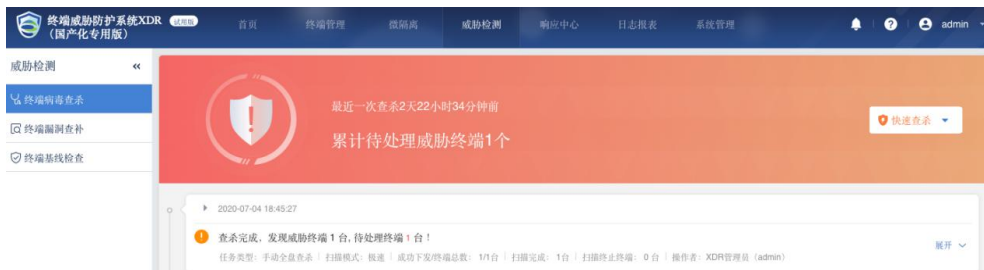 终端威胁防护系统XDR 试用版
（国产化专用版）
首页 终端管理 微隔离 威胁检测 响应中心 日志报表 系统管理
admin
威胁检测
终端病毒查杀
终端漏洞查补
终端基线检查
最近一次查杀2天22小时34分钟前
累计待处理威胁终端1个
快速查杀
2020-07-04 18:45:27
查杀完成，发现威胁终端 1 台, 待处理终端 1 台！
展开
任务类型：手动全盘查杀 | 扫描模式：极速 | 成功下发/终端总数： 1/1台 | 扫描完成： 1台 | 扫描终止终端： 0 台 | 操作者：XDR管理员（admin）